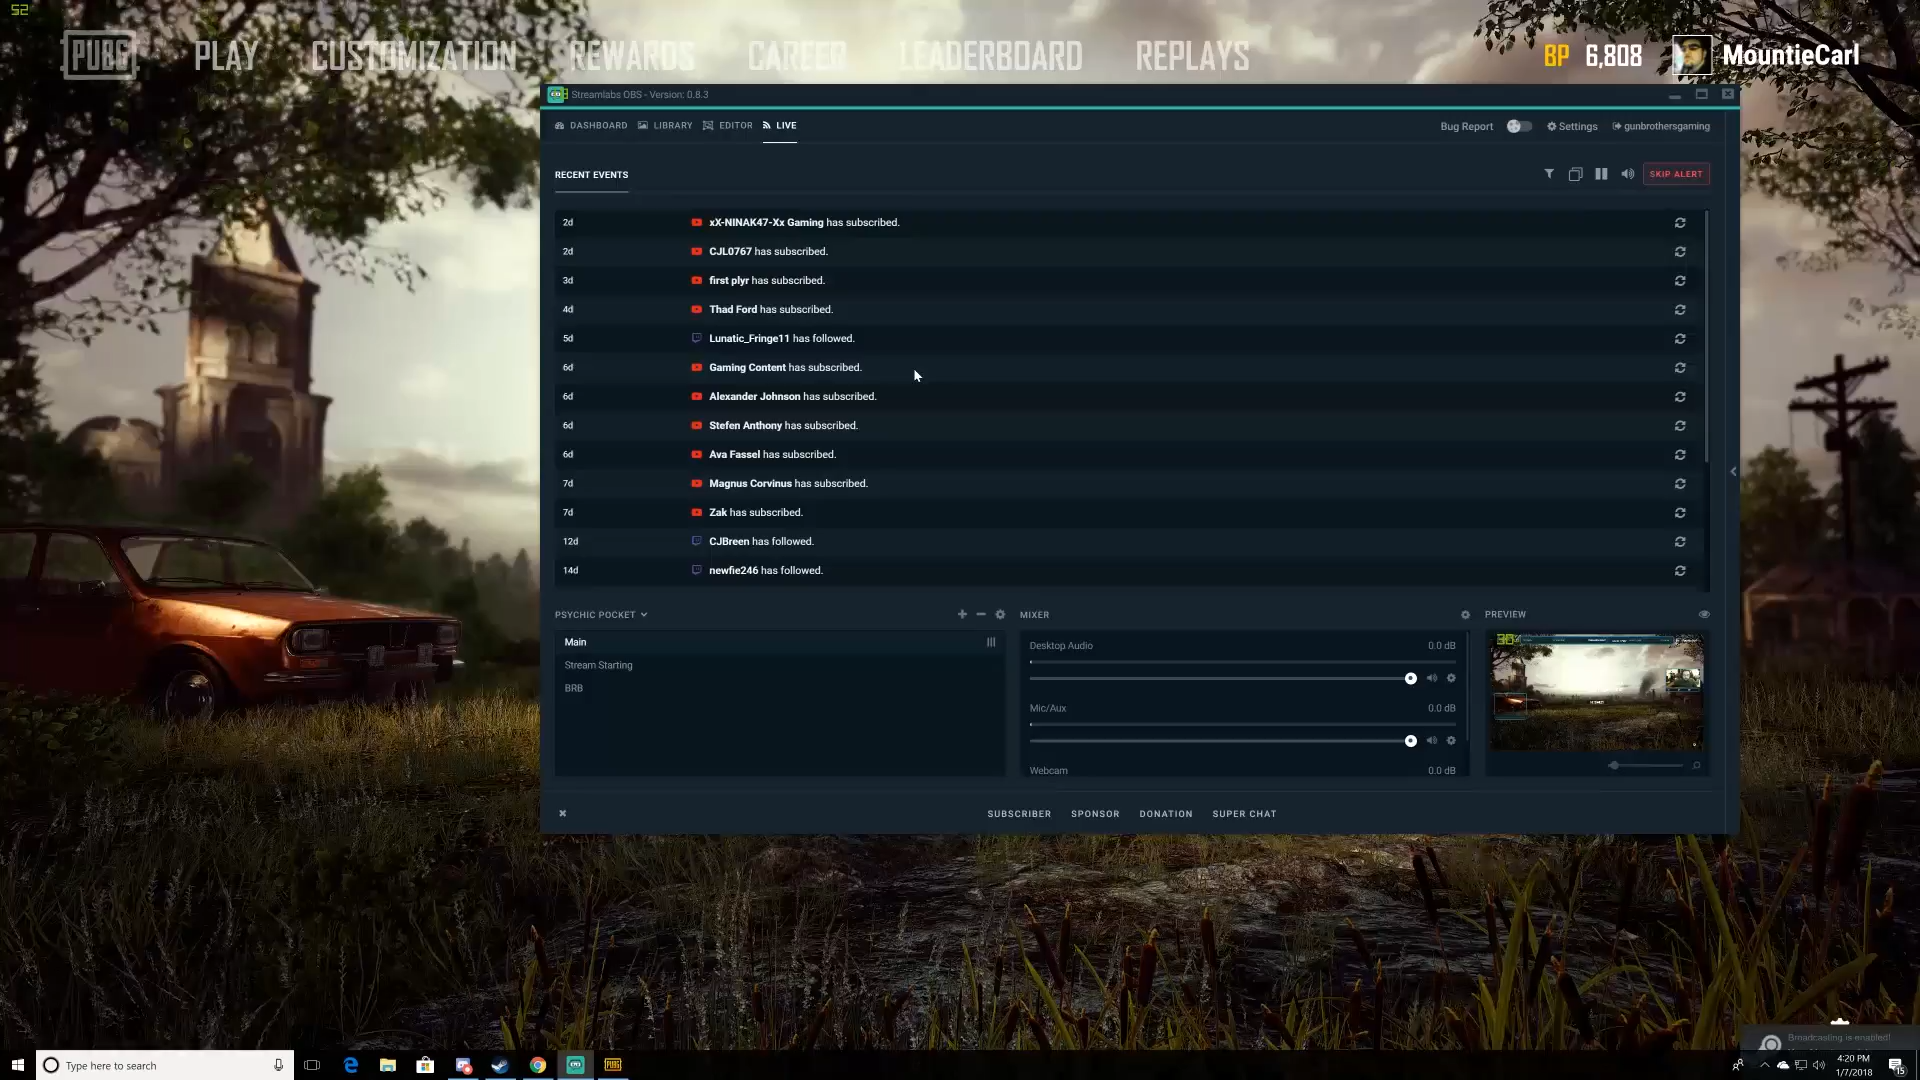 52
PUBG PLAY CUSTOMIZATION REWARDS CAREER LEADERBOARD REPLAYS BP 6,808 MountieCarl
Streamlabs OBS - Version: 0.8.3
DASHBOARD LIBRARY EDITOR LIVE Bug Report Settings gunbrothersgaming
RECENT EVENTS SKIP ALERT
2d xX-NINAK47-Xx Gaming has subscribed.
2d CJL0767 has subscribed.
3d first plyr has subscribed.
4d Thad Ford has subscribed.
5d Lunatic_Fringe11 has followed.
6d Gaming Content has subscribed.
6d Alexander Johnson has subscribed.
6d Stefen Anthony has subscribed.
6d Ava Fassel has subscribed.
7d Magnus Corvinus has subscribed.
7d Zak has subscribed.
12d CJBreen has followed.
14d newfie246 has followed.
PSYCHIC POCKET MIXER PREVIEW
Main
Stream Starting
BRB
Desktop Audio 0.0 dB
Mic/Aux 0.0 dB
Webcam 0.0 dB
SUBSCRIBER SPONSOR DONATION SUPER CHAT
Broadcasting is enabled!
Type here to search
PUBG
4:20 PM
1/7/2018
15